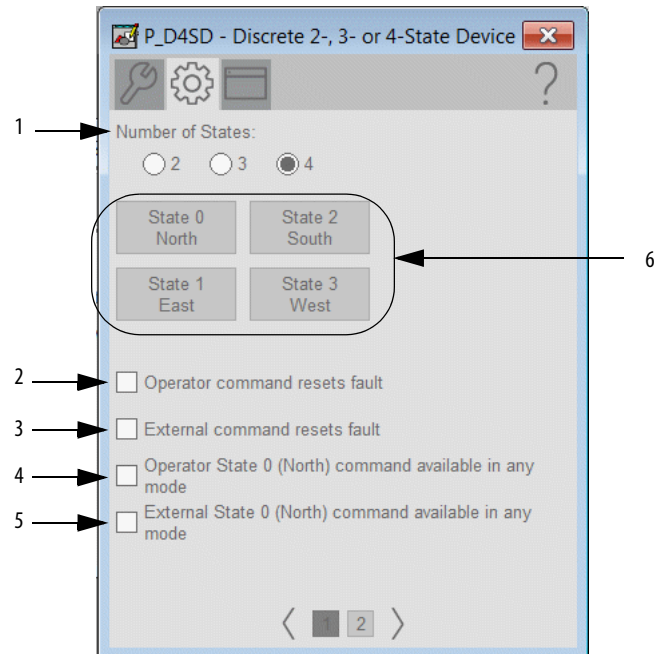 P_D4SD - Discrete 2-, 3- or 4-State Device
?
1
Number of States:
2 3 4
State 0
North
State 2
South
6
State 1
East
State 3
West
2
Operator command resets fault
3
External command resets fault
4
Operator State 0 (North) command available in any
mode
5
External State 0 (North) command available in any
mode
1 2